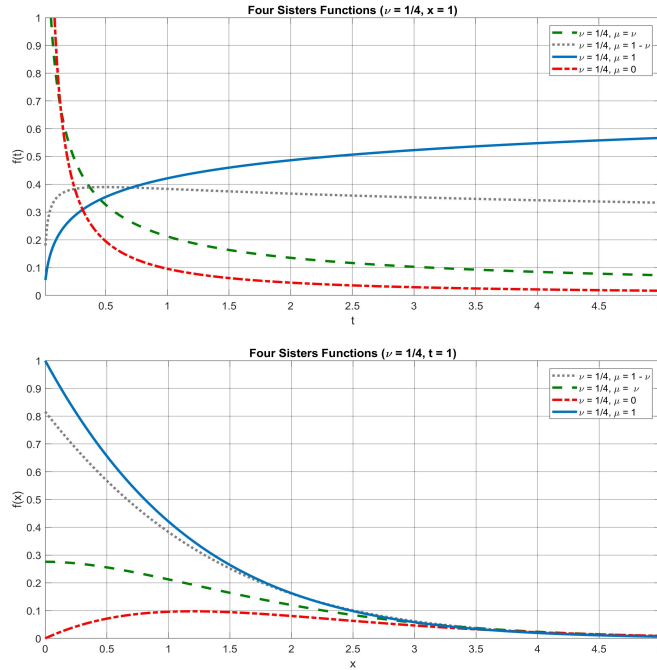 Four Sisters Functions (ν = 1/4, x = 1)
1
0.9
0.8
0.7
0.6
0.5
0.4
0.3
0.2
0.1
0
f(t)
ν = 1/4, μ = ν
ν = 1/4, μ = 1 - ν
ν = 1/4, μ = 1
ν = 1/4, μ = 0
0.5 1 1.5 2 2.5 3 3.5 4 4.5
t
Four Sisters Functions (ν = 1/4, t = 1)
1
0.9
0.8
0.7
0.6
0.5
0.4
0.3
0.2
0.1
0
f(x)
ν = 1/4, μ = 1 - ν
ν = 1/4, μ = ν
ν = 1/4, μ = 0
ν = 1/4, μ = 1
0 0.5 1 1.5 2 2.5 3 3.5 4 4.5
x